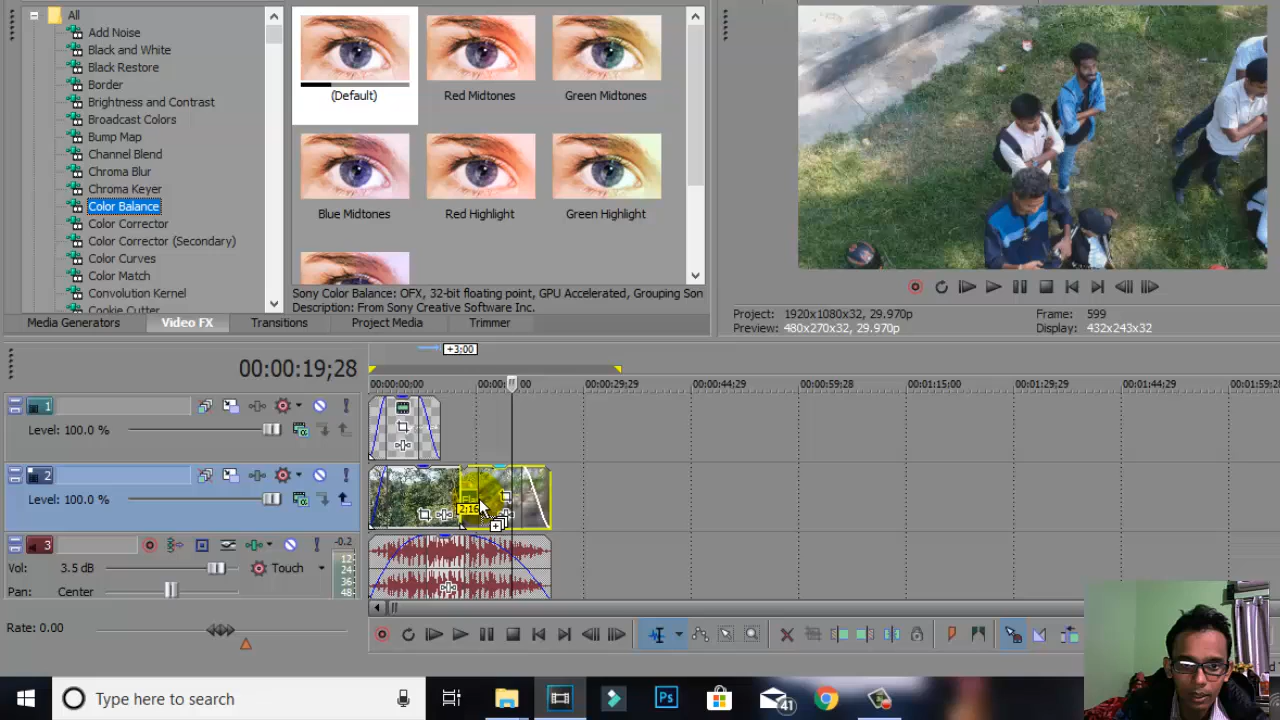 All
Add Noise
Black and White
Black Restore
Border
Brightness and Contrast
Broadcast Colors
Bump Map
Channel Blend
Chroma Blur
Chroma Keyer
Color Balance
Color Corrector
Color Corrector (Secondary)
Color Curves
Color Match
Convolution Kernel
Cookie Cutter
(Default)
Red Midtones
Green Midtones
Blue Midtones
Red Highlight
Green Highlight
Sony Color Balance: OFX, 32-bit floating point, GPU Accelerated, Grouping Son
Description: From Sony Creative Software Inc.
Media Generators
Video FX
Transitions
Project Media
Trimmer
Project: 1920x1080x32, 29.970p
Frame: 599
Preview: 480x270x32, 29.970p
Display: 432x243x32
+3:00
00:00:19;28
00:00:00;00
00:00:
00
00:00:29;29
00:00:44;29
00:00:59;28
00:01:15:00
00:01:29;29
00:01:44;29
00:01:59;28
1
Level: 100.0 %
2
Level: 100.0 %
3
-0.2
12
24
36
48
Vol:
3.5 dB
Touch
Pan:
Center
Rate: 0.00
Type here to search
Ps
41